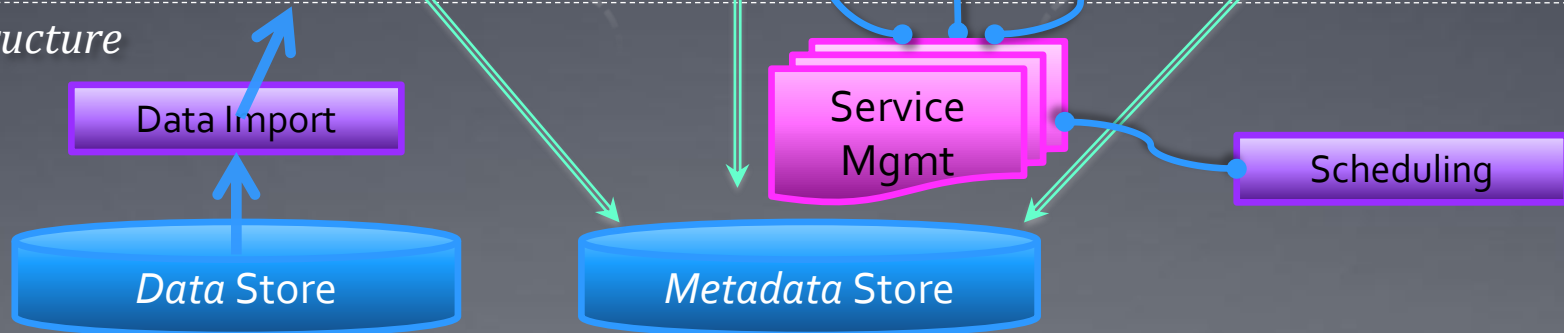 ucture
Data Import
Service
Mgmt
Scheduling
Data Store
Metadata Store